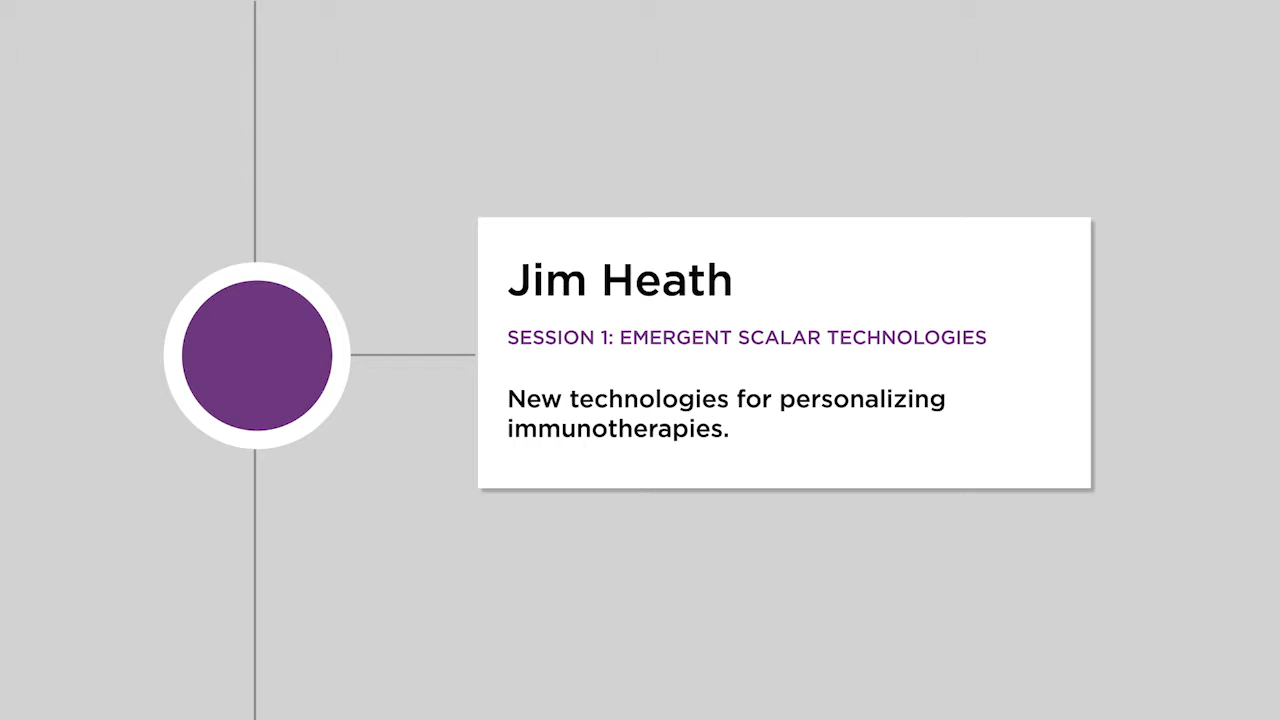 Jim Heath
SESSION 1: EMERGENT SCALAR TECHNOLOGIES
New technologies for personalizing
immunotherapies.